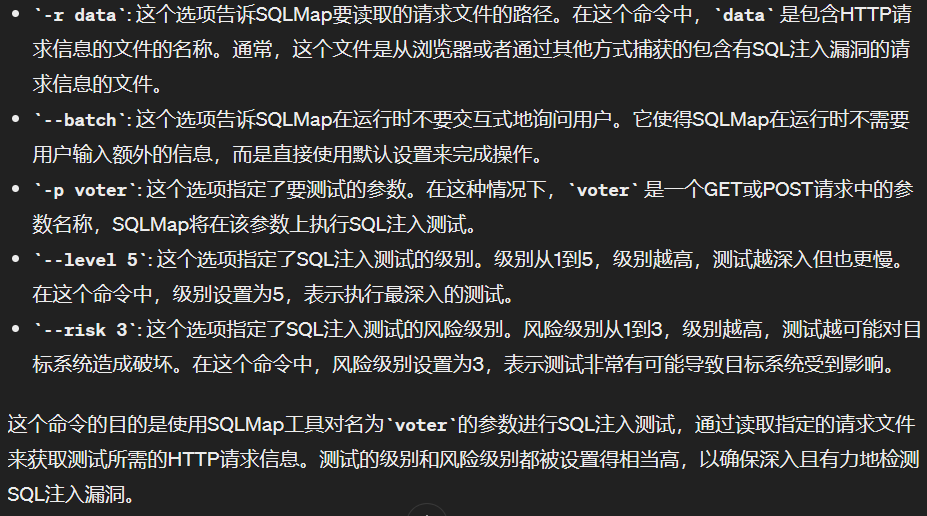 • `-r data`: 这个选项告诉SQLMap要读取的请求文件的路径。在这个命令中，`data` 是包含HTTP请
求信息的文件的名称。通常，这个文件是从浏览器或者通过其他方式捕获的包含有SQL注入漏洞的请
求信息的文件。
• `--batch`: 这个选项告诉SQLMap在运行时不要交互式地询问用户。它使得SQLMap在运行时不需要
用户输入额外的信息，而是直接使用默认设置来完成操作。
• `-p voter`: 这个选项指定了要测试的参数。在这种情况下，`voter` 是一个GET或POST请求中的参
数名称，SQLMap将在该参数上执行SQL注入测试。
• `--level 5`: 这个选项指定了SQL注入测试的级别。级别从1到5，级别越高，测试越深入但也更慢。
在这个命令中，级别设置为5，表示执行最深入的测试。
• `--risk 3`: 这个选项指定了SQL注入测试的风险级别。风险级别从1到3，级别越高，测试越可能对目
标系统造成破坏。在这个命令中，风险级别设置为3，表示测试非常有可能导致目标系统受到影响。
这个命令的目的是使用SQLMap工具对名为`voter`的参数进行SQL注入测试，通过读取指定的请求文件
来获取测试所需的HTTP请求信息。测试的级别和风险级别都被设置得相当高，以确保深入且有力地检测
SQL注入漏洞。